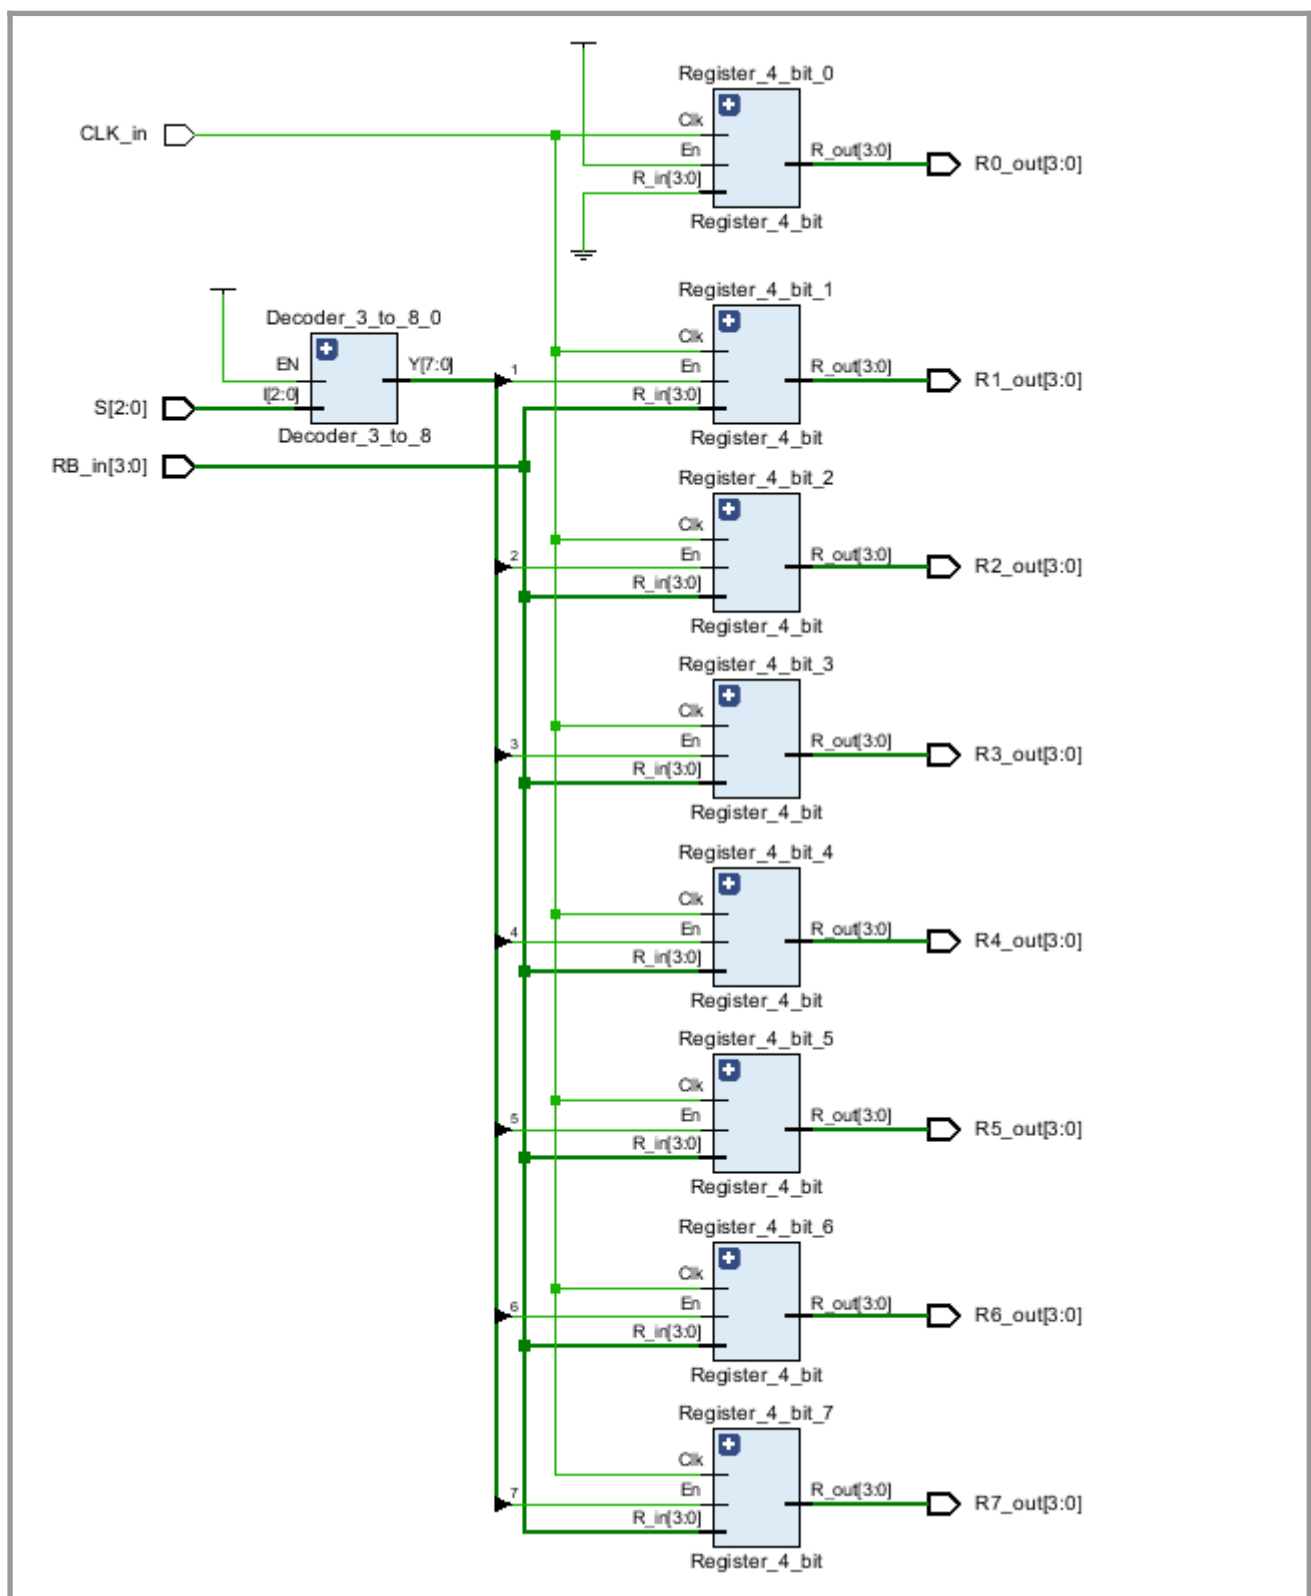 Register_4_bit_0
CLK_in
Clk
En
R_in[3:0]
R_out[3:0]
R0_out[3:0]
Register_4_bit
Decoder_3_to_8_0
EN
I[2:0]
Y[7:0]
S[2:0]
Decoder_3_to_8
RB_in[3:0]
Register_4_bit_1
Clk
1
En
R_in[3:0]
R_out[3:0]
R1_out[3:0]
Register_4_bit
Register_4_bit_2
Clk
2
En
R_in[3:0]
R_out[3:0]
R2_out[3:0]
Register_4_bit
Register_4_bit_3
Clk
3
En
R_in[3:0]
R_out[3:0]
R3_out[3:0]
Register_4_bit
Register_4_bit_4
Clk
4
En
R_in[3:0]
R_out[3:0]
R4_out[3:0]
Register_4_bit
Register_4_bit_5
Clk
5
En
R_in[3:0]
R_out[3:0]
R5_out[3:0]
Register_4_bit
Register_4_bit_6
Clk
6
En
R_in[3:0]
R_out[3:0]
R6_out[3:0]
Register_4_bit
Register_4_bit_7
Clk
7
En
R_in[3:0]
R_out[3:0]
R7_out[3:0]
Register_4_bit